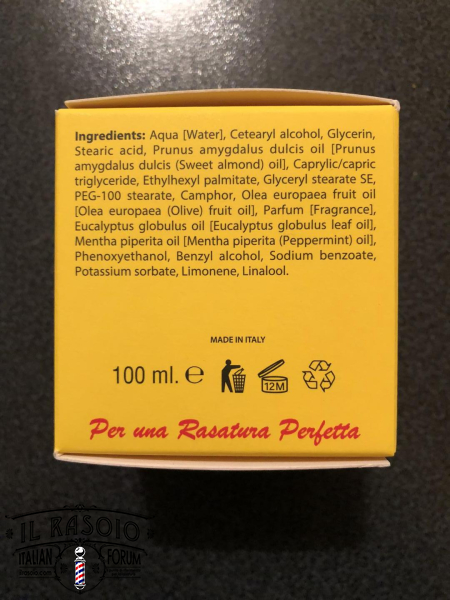 Ingredients: Aqua [Water], Cetearyl alcohol, Glycerin,
Stearic acid, Prunus amygdalus dulcis oil [Prunus
amygdalus dulcis (Sweet almond) oil], Caprylic/capric
triglyceride, Ethylhexyl palmitate, Glyceryl stearate SE,
PEG-100 stearate, Camphor, Olea europaea fruit oil
[Olea europaea (Olive) fruit oil], Parfum [Fragrance],
Eucalyptus globulus oil [Eucalyptus globulus leaf oil],
Mentha piperita oil [Mentha piperita (Peppermint) oil],
Phenoxyethanol, Benzyl alcohol, Sodium benzoate,
Potassium sorbate, Limonene, Linalool.
MADE IN ITALY
100 ml. ℮
12M
Per una Rasatura Perfetta
IL RASOIO
ITALIAN FORUM